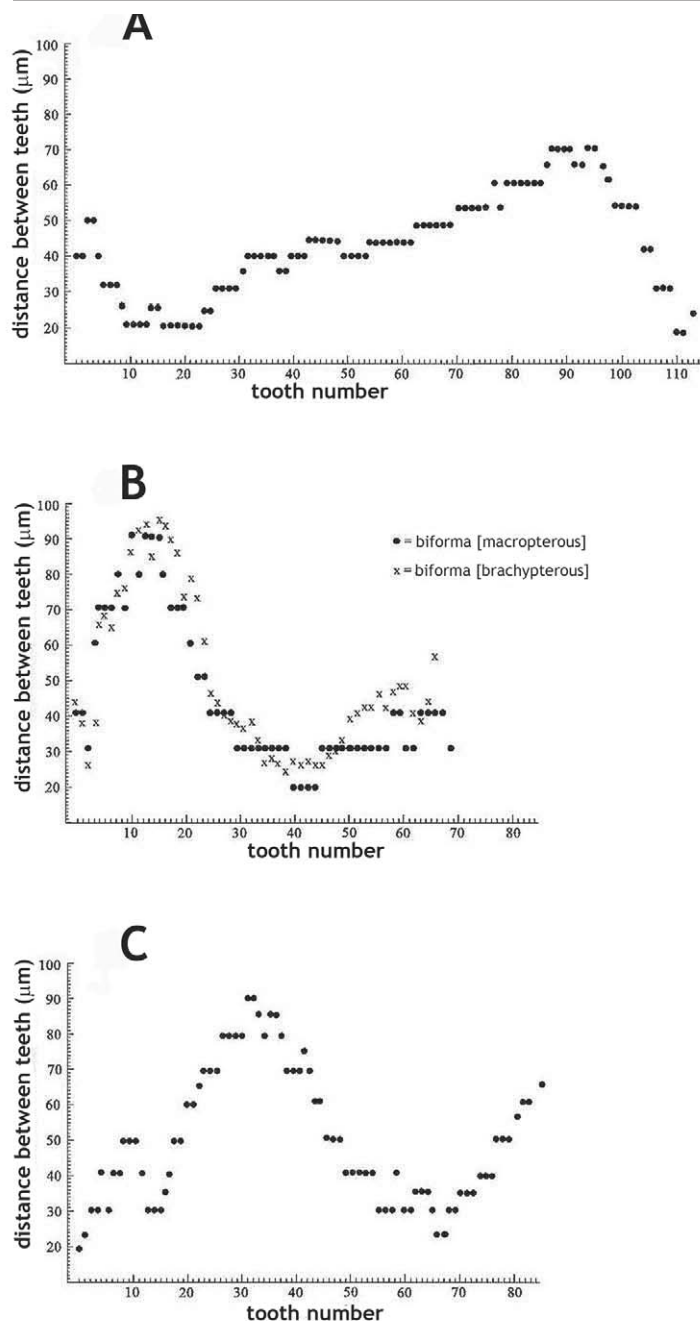 A
distance between teeth (μm)
100
90
80
70
60
50
40
30
20
10 20 30 40 50 60 70 80 90 100 110
tooth number
B
distance between teeth (μm)
100
90
80
70
60
50
40
30
20
● = biforma [macropterous]
x = biforma [brachypterous]
10 20 30 40 50 60 70 80
tooth number
C
distance between teeth (μm)
100
90
80
70
60
50
40
30
20
10 20 30 40 50 60 70 80
tooth number